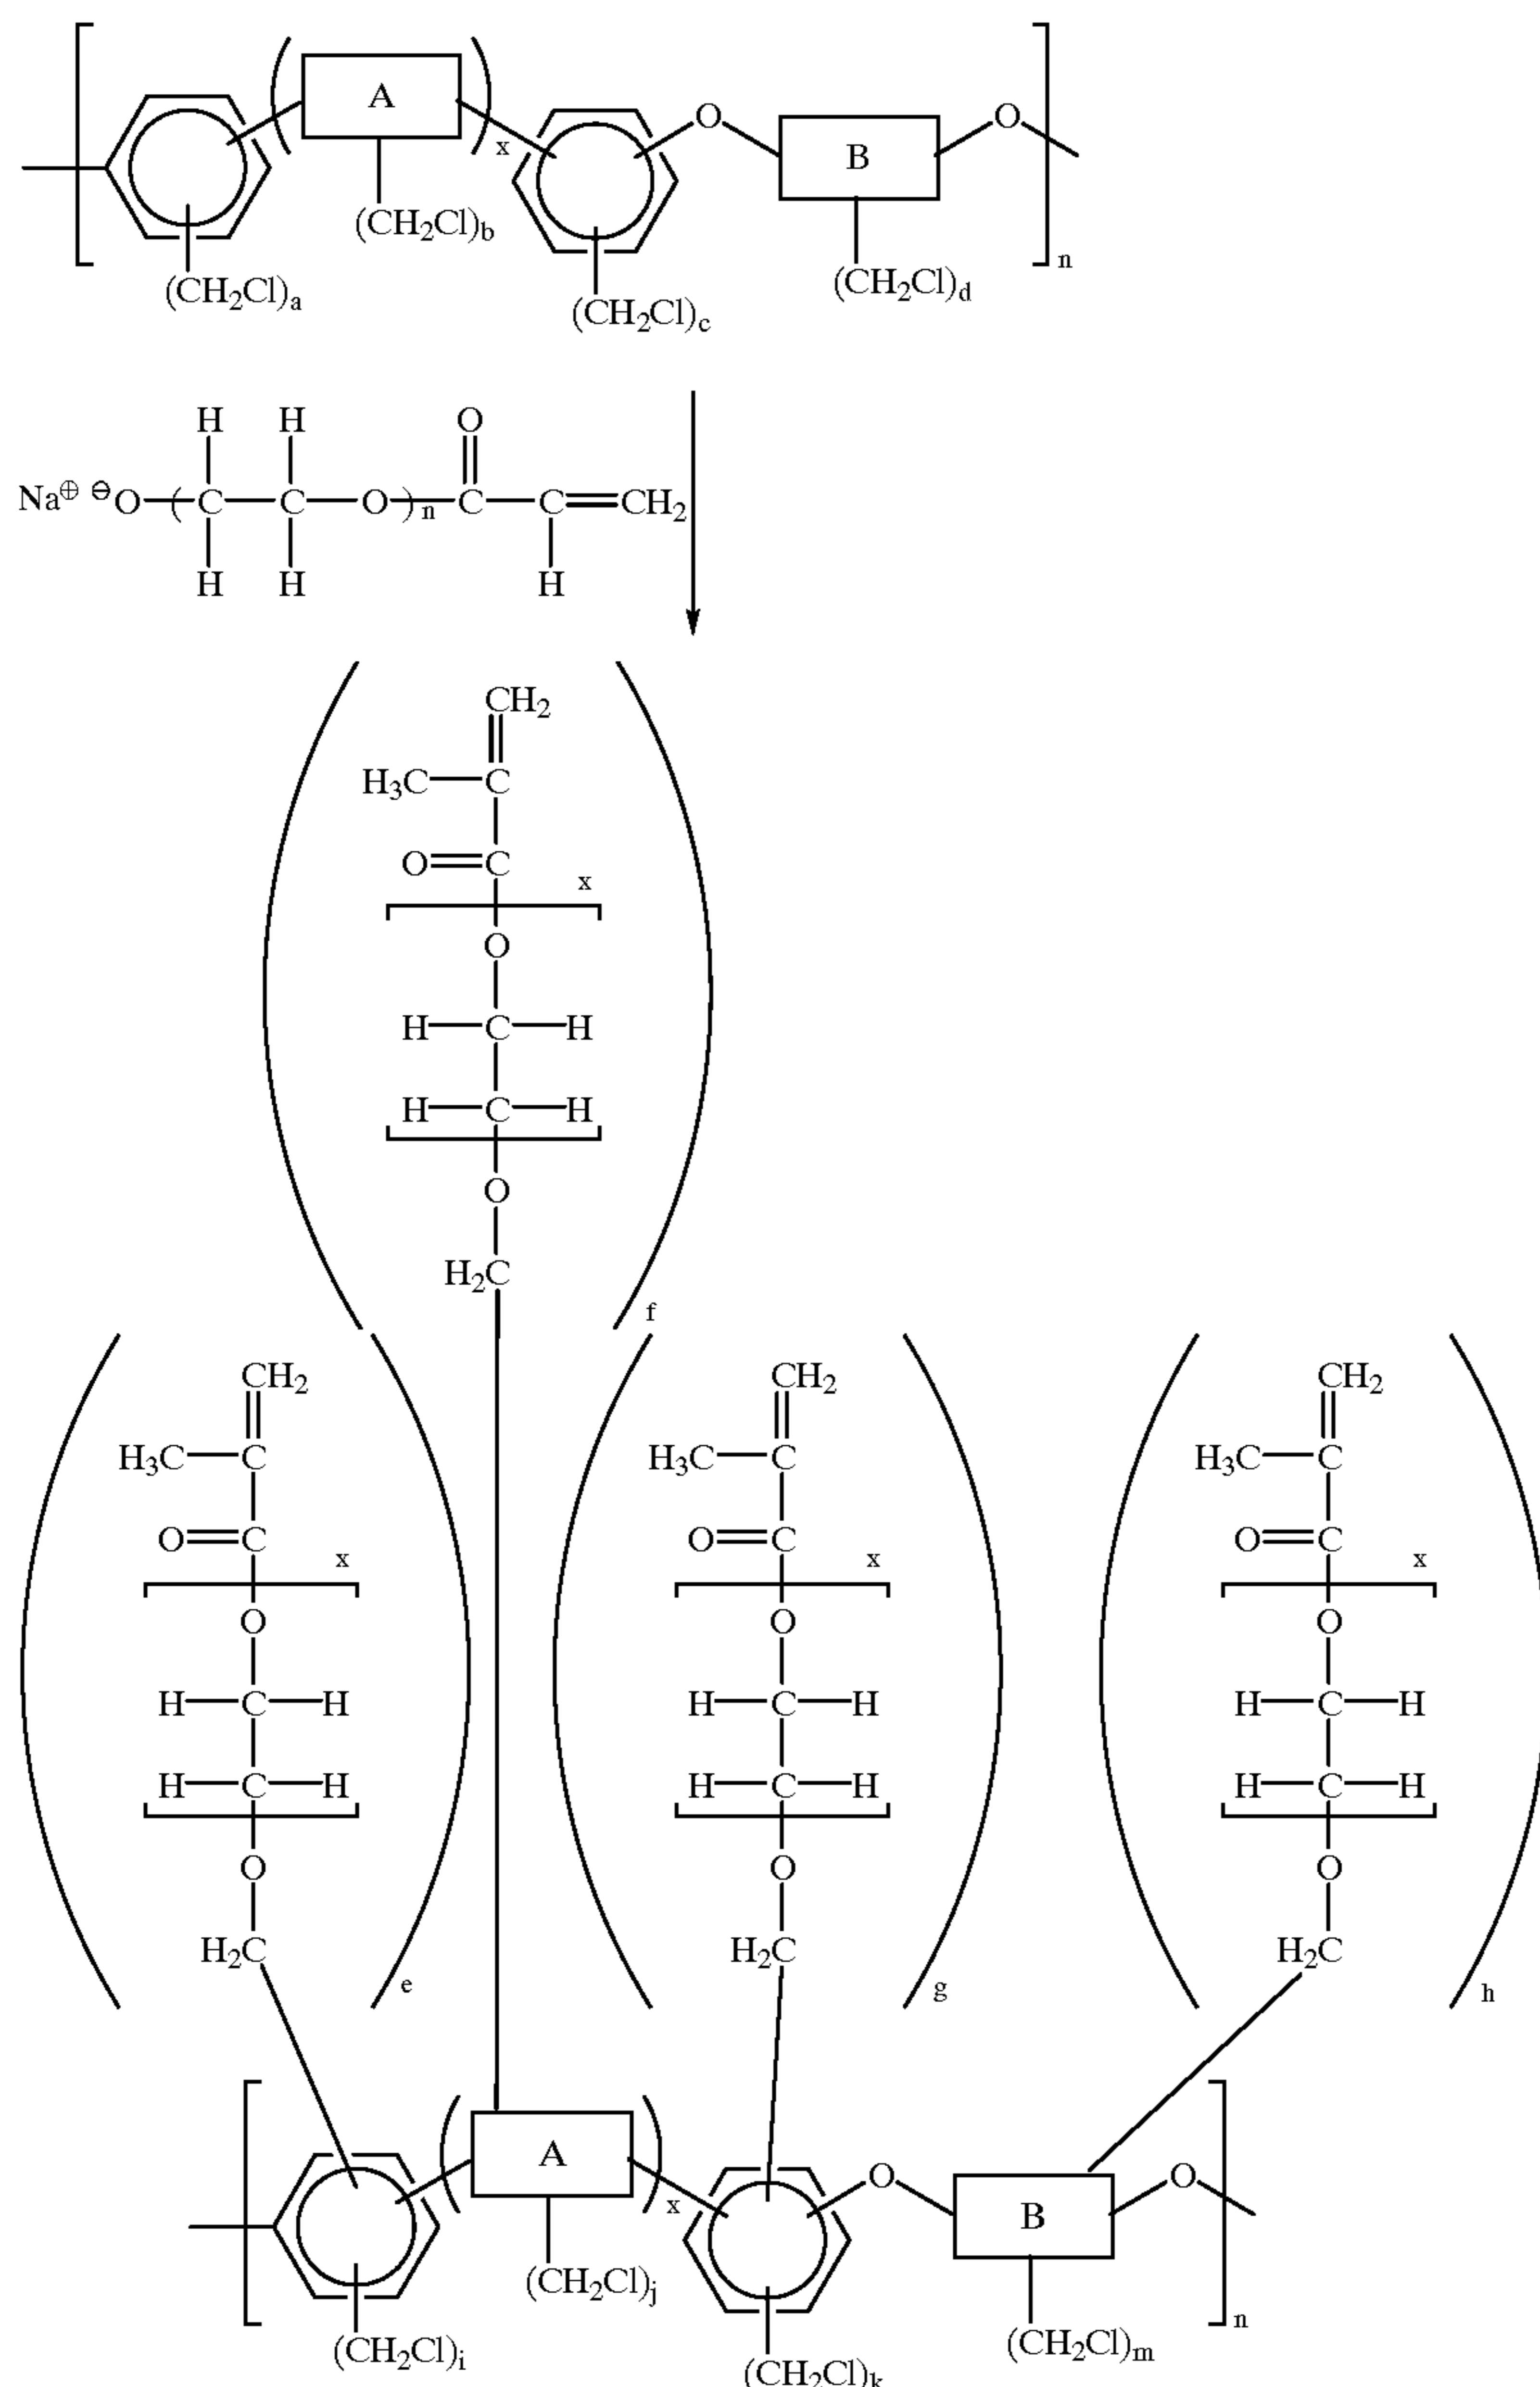 A
x
O
B
O
n
(CH2Cl)a
(CH2Cl)b
(CH2Cl)c
(CH2Cl)d
H H O
Na⊕ ⊖O ( C C O )n C C CH2
H H H
CH2
H3C C
O C
x
O
H C H
H C H
O
H2C
f
CH2 CH2 CH2
H3C C H3C C H3C C
O C O C O C
x x x
O O O
H C H H C H H C H
H C H H C H H C H
O O O
H2C H2C H2C
e g h
A
x
O
B
O
n
(CH2Cl)j
(CH2Cl)i
(CH2Cl)k
(CH2Cl)m